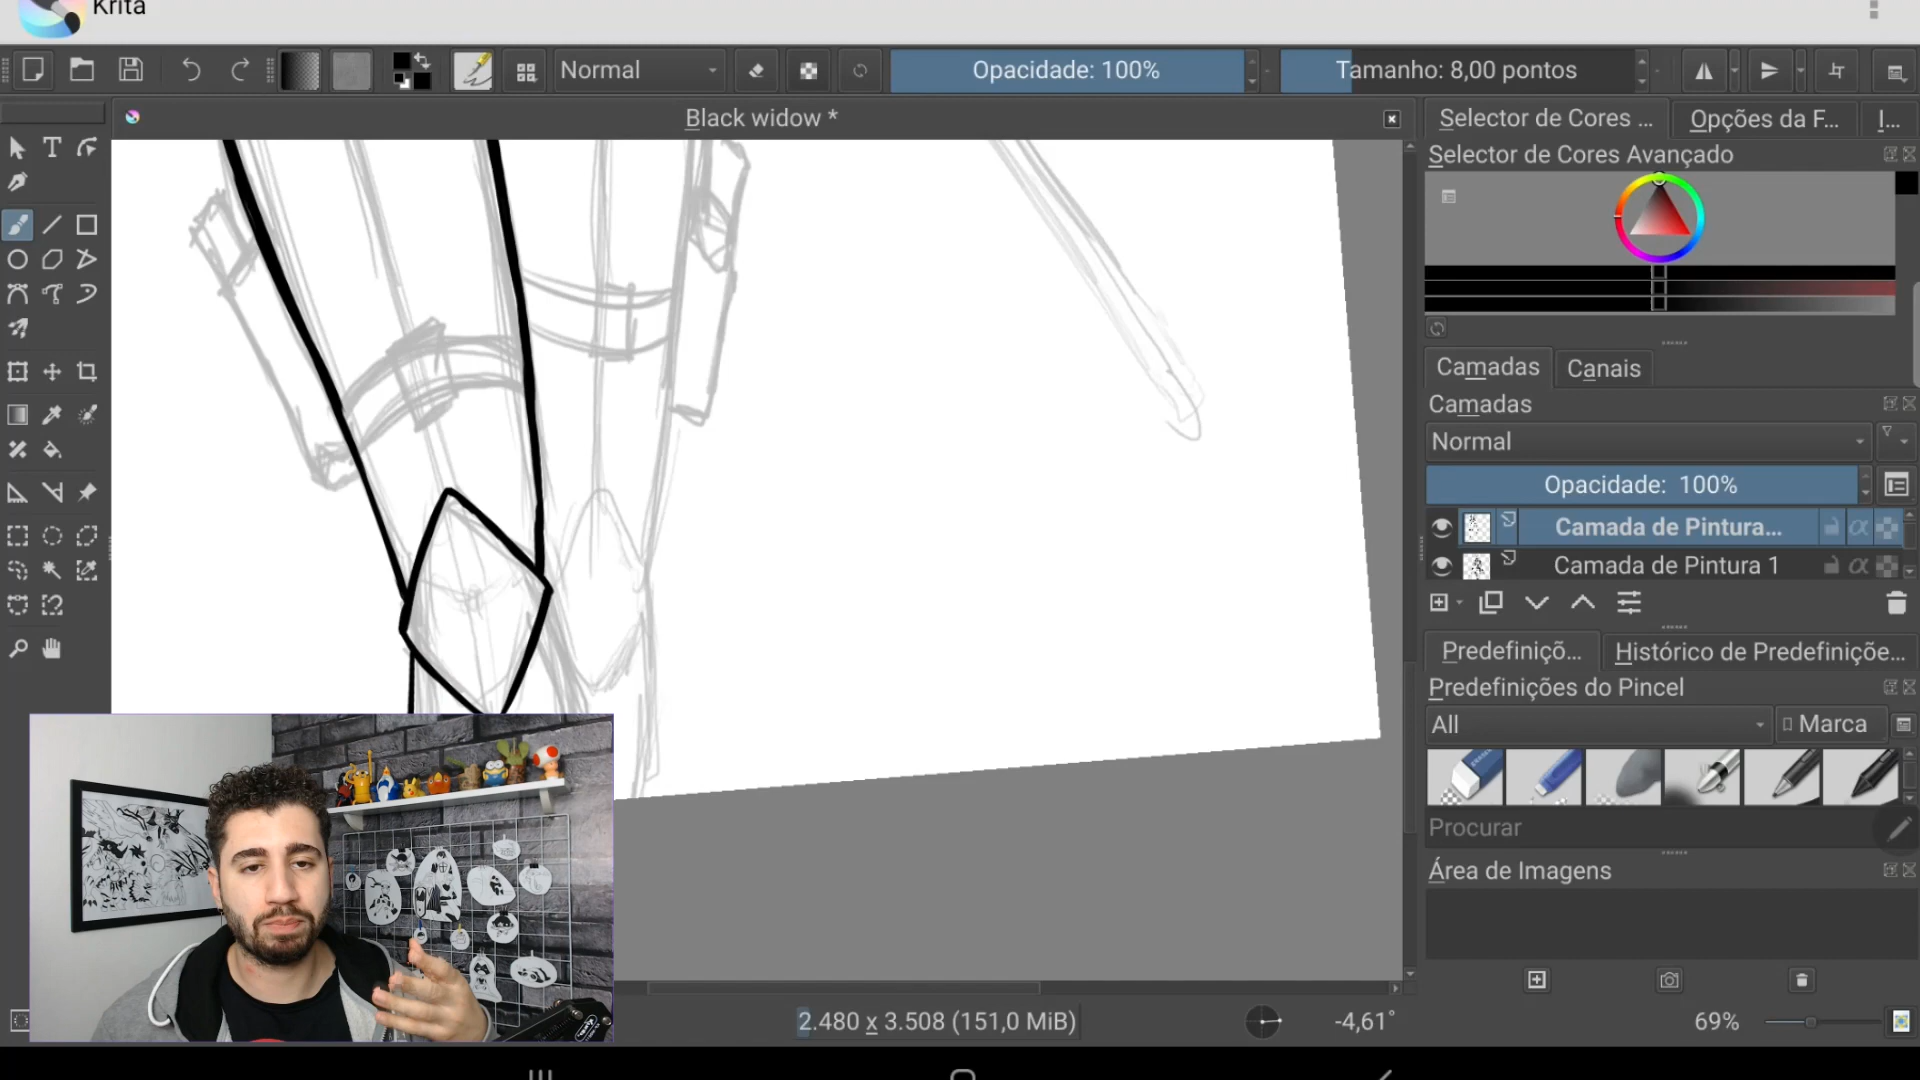 Krita
Normal
Opacidade: 100%
Tamanho: 8,00 pontos
Black widow *
Selector de Cores ...
Opções da F...
I...
Selector de Cores Avançado
Camadas
Canais
Camadas
Normal
Opacidade: 100%
Camada de Pintura...
Camada de Pintura 1
Predefiniçõ...
Histórico de Predefiniçõe...
Predefinições do Pincel
All
Marca
Procurar
Área de Imagens
2.480 x 3.508 (151,0 MiB)
-4,61°
69%